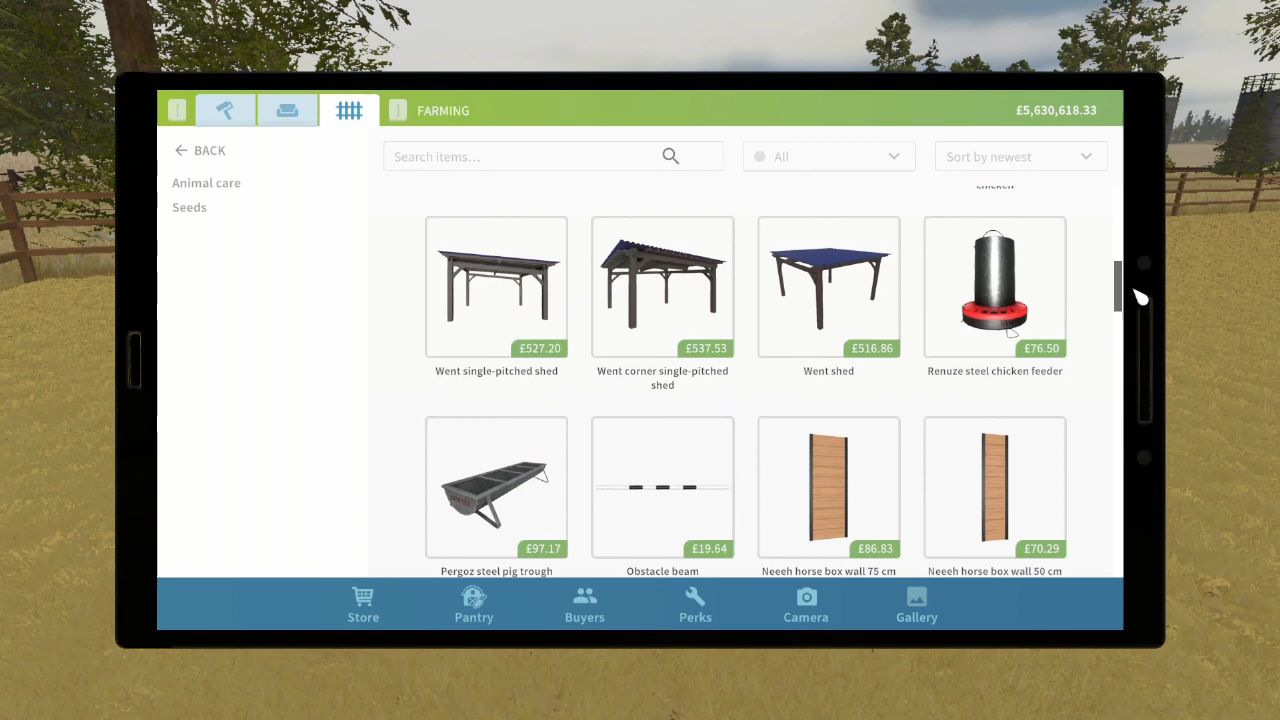 [
]
FARMING
£5,630,618.33
BACK
Animal care
Seeds
Search items...
All
Sort by newest
chicken
£527.20
£537.53
£516.86
£76.50
Went single-pitched shed
Went corner single-pitched
shed
Went shed
Renuze steel chicken feeder
£97.17
£19.64
£86.83
£70.29
Pergoz steel pig trough
Obstacle beam
Neeeh horse box wall 75 cm
Neeeh horse box wall 50 cm
Store
Pantry
Buyers
Perks
Camera
Gallery